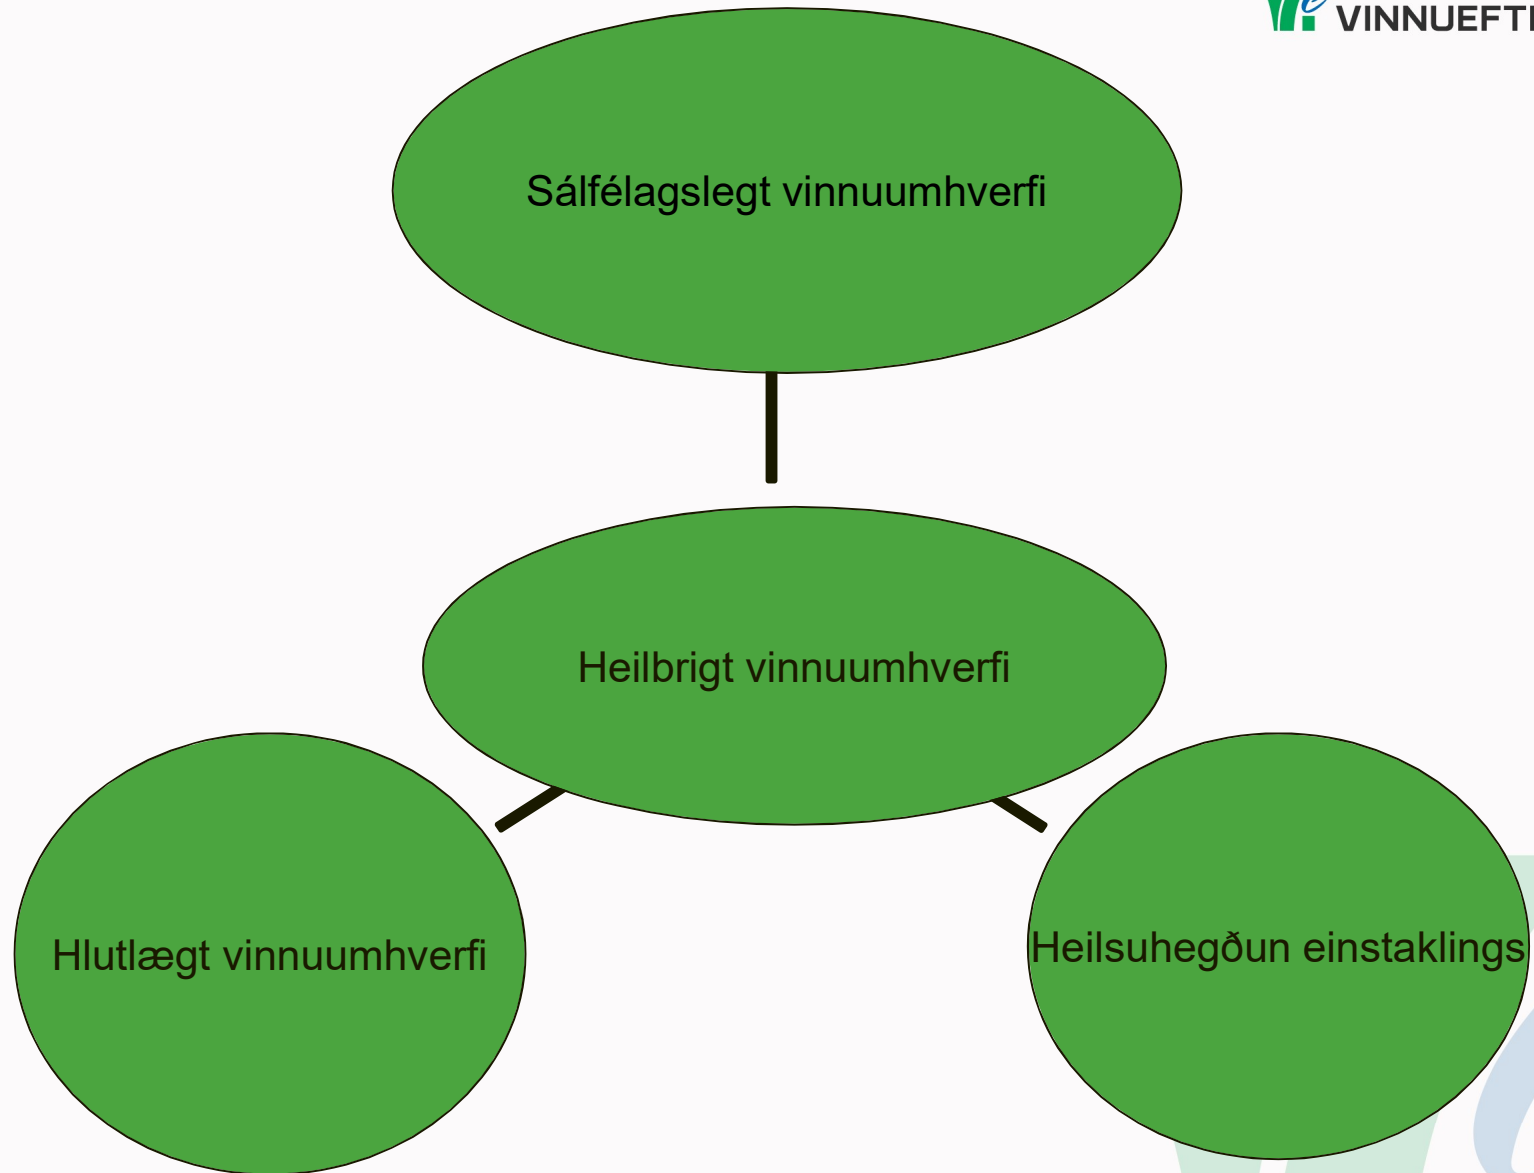 VINNUEFTI
Sálfélagslegt vinnuumhverfi
Heilbrigt vinnuumhverfi
Hlutlægt vinnuumhverfi
Heilsuhegðun einstaklings